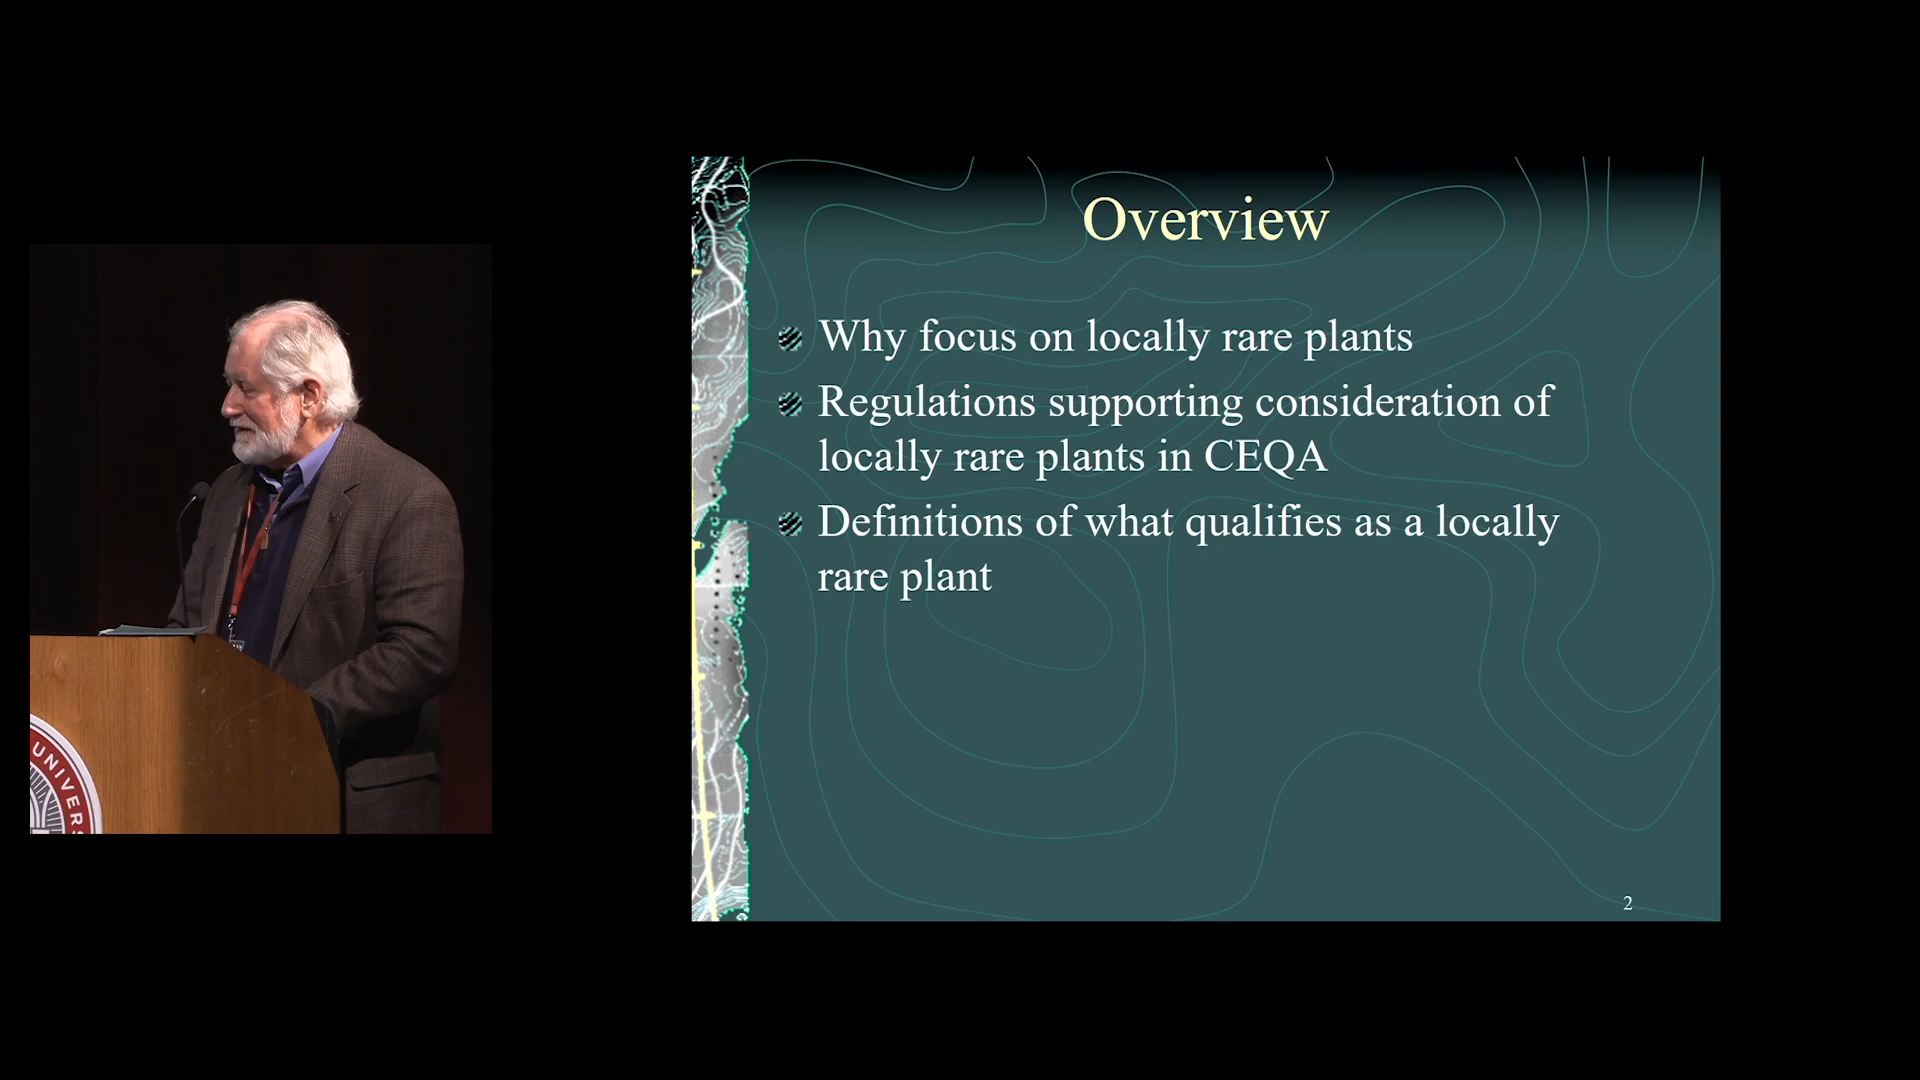 Overview
Why focus on locally rare plants
Regulations supporting consideration of
locally rare plants in CEQA
Definitions of what qualifies as a locally
rare plant
2
UNIVERS